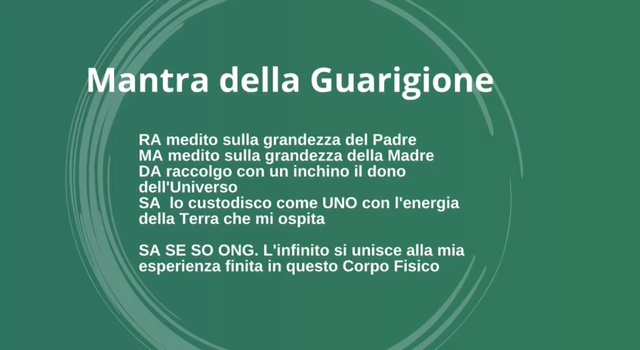 Mantra della Guarigione
RA medito sulla grandezza del Padre
MA medito sulla grandezza della Madre
DA raccolgo con un inchino il dono
dell'Universo
SA  lo custodisco come UNO con l'energia
della Terra che mi ospita
SA SE SO ONG. L'infinito si unisce alla mia
esperienza finita in questo Corpo Fisico